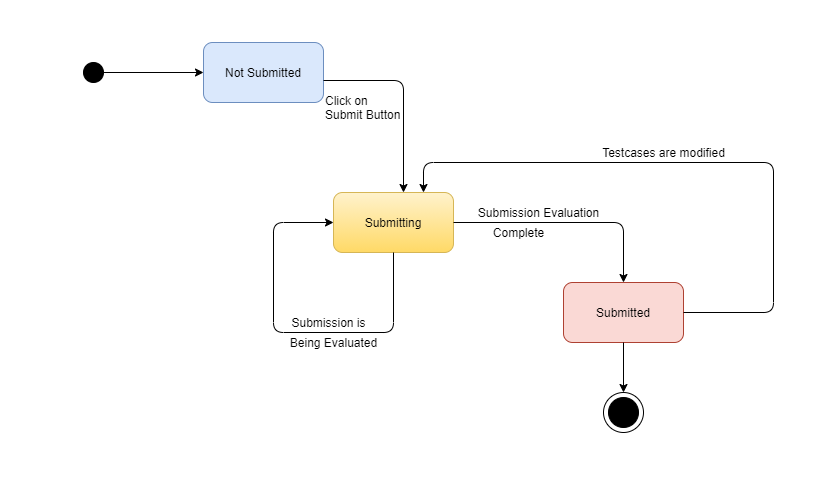 Not Submitted
Click on
Submit Button
Testcases are modified
Submitting
Submission Evaluation
Complete
Submitted
Submission is
Being Evaluated